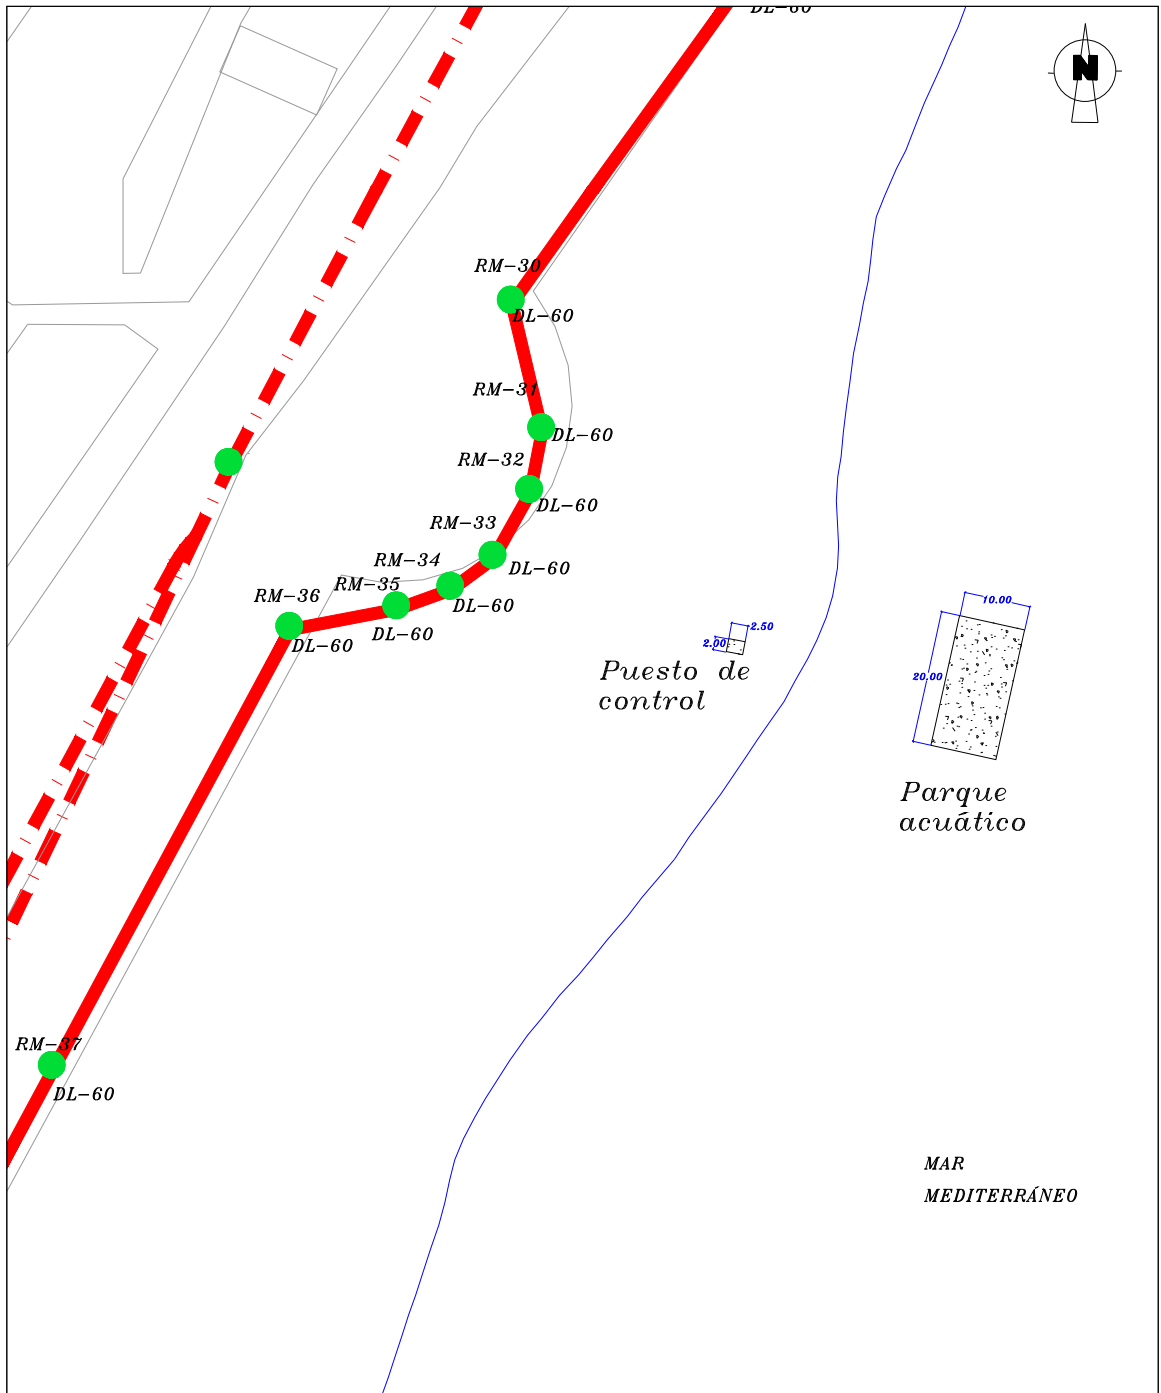 DL-60
N
RM-30
DL-60
RM-31
DL-60
RM-32
DL-60
RM-33
DL-60
RM-34
DL-60
RM-35
DL-60
RM-36
DL-60
10.00
2.50
2.00
20.00
Puesto de
control
Parque
acuático
RM-37
DL-60
MAR
MEDITERRÁNEO